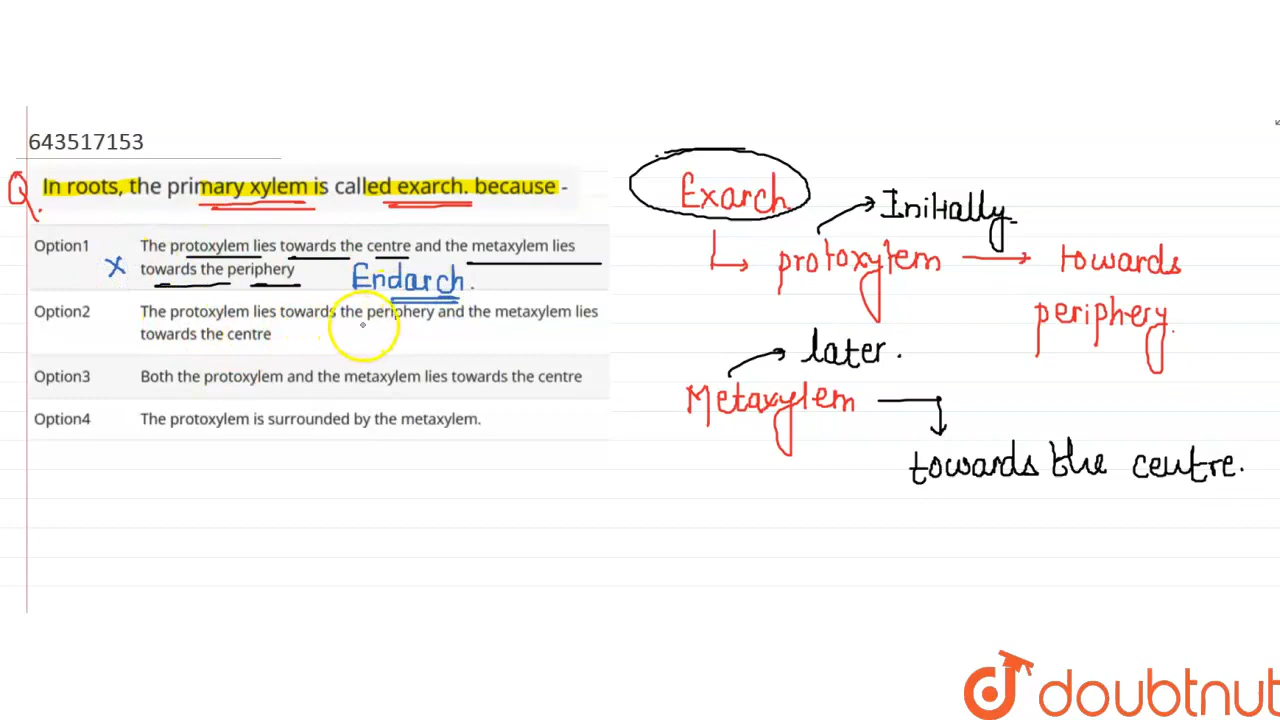 643517153
Q. In roots, the primary xylem is called exarch. because -
Option1 The protoxylem lies towards the centre and the metaxylem lies
towards the periphery
X
Endarch.
Option2 The protoxylem lies towards the periphery and the metaxylem lies
towards the centre
Option3 Both the protoxylem and the metaxylem lies towards the centre
Option4 The protoxylem is surrounded by the metaxylem.
Exarch
Initially
protoxylem towards
periphery.
later.
Metaxylem
towards the centre.
doubtnut